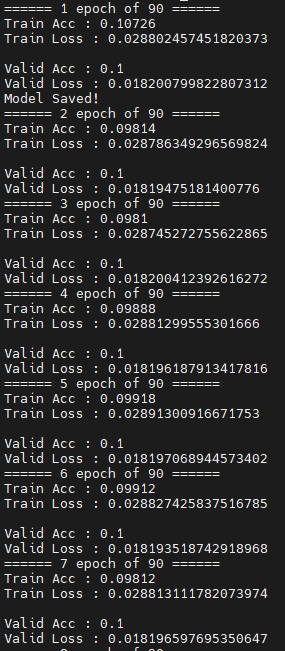 ====== 1 epoch of 90 ======
Train Acc : 0.10726
Train Loss : 0.028802457451820373
Valid Acc : 0.1
Valid Loss : 0.018200799822807312
Model Saved!
====== 2 epoch of 90 ======
Train Acc : 0.09814
Train Loss : 0.028786349296569824
Valid Acc : 0.1
Valid Loss : 0.01819475181400776
====== 3 epoch of 90 ======
Train Acc : 0.0981
Train Loss : 0.028745272755622865
Valid Acc : 0.1
Valid Loss : 0.018200412392616272
====== 4 epoch of 90 ======
Train Acc : 0.09888
Train Loss : 0.02881299555301666
Valid Acc : 0.1
Valid Loss : 0.018196187913417816
====== 5 epoch of 90 ======
Train Acc : 0.09918
Train Loss : 0.02891300916671753
Valid Acc : 0.1
Valid Loss : 0.018197068944573402
====== 6 epoch of 90 ======
Train Acc : 0.09912
Train Loss : 0.028827425837516785
Valid Acc : 0.1
Valid Loss : 0.018193518742918968
====== 7 epoch of 90 ======
Train Acc : 0.09812
Train Loss : 0.028813111782073974
Valid Acc : 0.1
Valid Loss : 0.018196597695350647